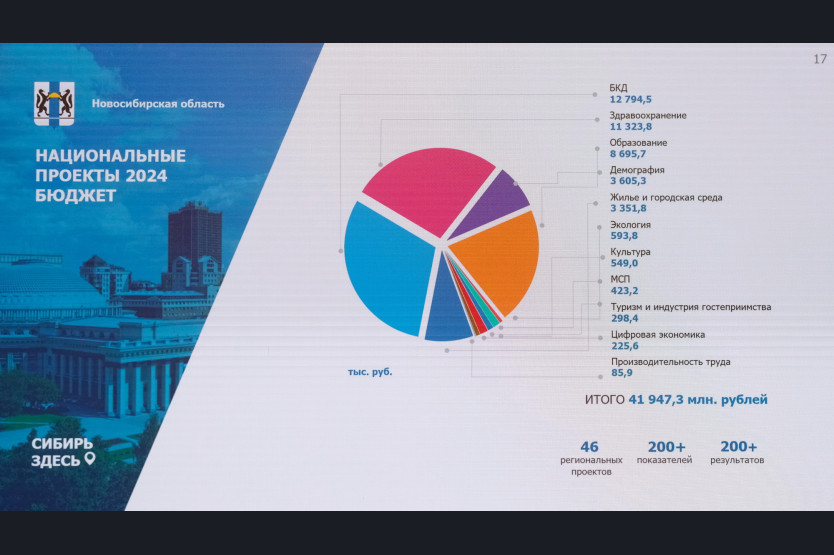 17
Новосибирская область
НАЦИОНАЛЬНЫЕ
ПРОЕКТЫ 2024
БЮДЖЕТ
СИБИРЬ
ЗДЕСЬ
БКД
12 794,5
Здравоохранение
11 323,8
Образование
8 695,7
Демография
3 605,3
Жилье и городская среда
3 351,8
Экология
593,8
Культура
549,0
МСП
423,2
Туризм и индустрия гостеприимства
298,4
Цифровая экономика
225,6
Производительность труда
85,9
тыс. руб.
ИТОГО 41 947,3 млн. рублей
46
региональных
проектов
200+
показателей
200+
результатов